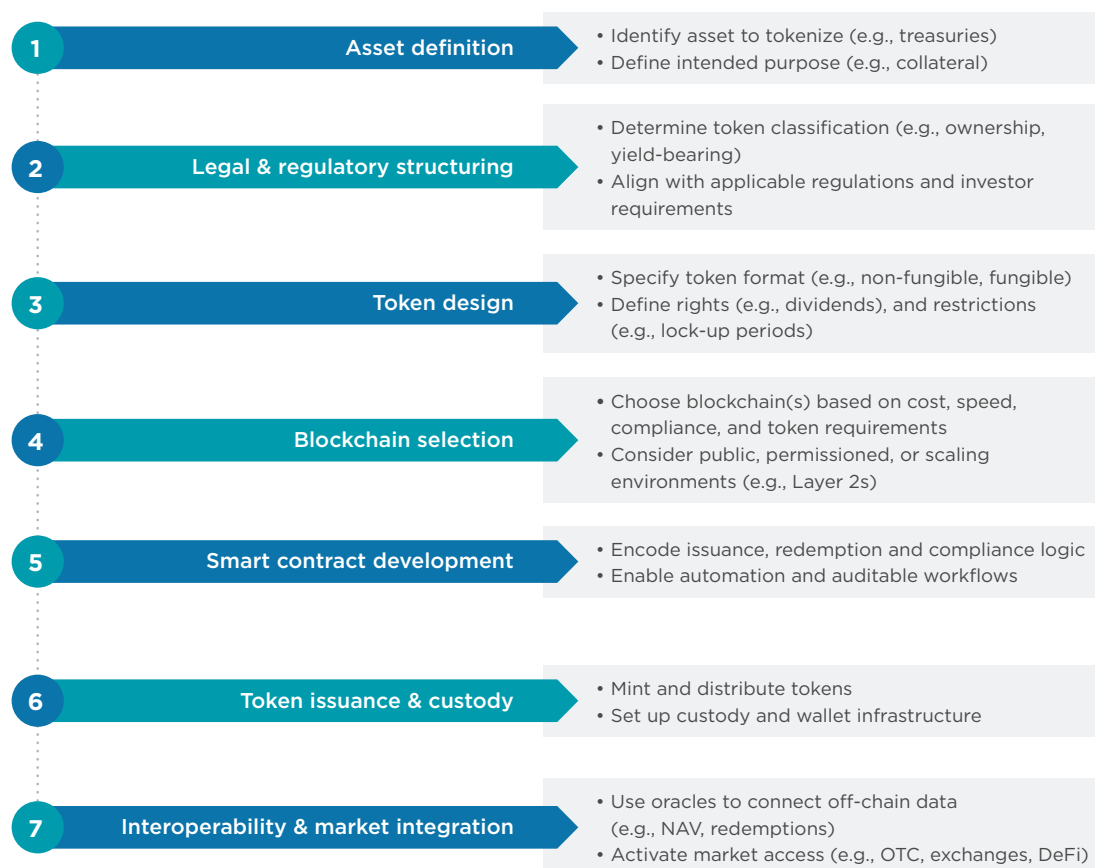 1
Asset definition
• Identify asset to tokenize (e.g., treasuries)
• Define intended purpose (e.g., collateral)
2
Legal & regulatory structuring
• Determine token classification (e.g., ownership,
yield-bearing)
• Align with applicable regulations and investor
requirements
3
Token design
• Specify token format (e.g., non-fungible, fungible)
• Define rights (e.g., dividends), and restrictions
(e.g., lock-up periods)
4
Blockchain selection
• Choose blockchain(s) based on cost, speed,
compliance, and token requirements
• Consider public, permissioned, or scaling
environments (e.g., Layer 2s)
5
Smart contract development
• Encode issuance, redemption and compliance logic
• Enable automation and auditable workflows
6
Token issuance & custody
• Mint and distribute tokens
• Set up custody and wallet infrastructure
7
Interoperability & market integration
• Use oracles to connect off-chain data
(e.g., NAV, redemptions)
• Activate market access (e.g., OTC, exchanges, DeFi)